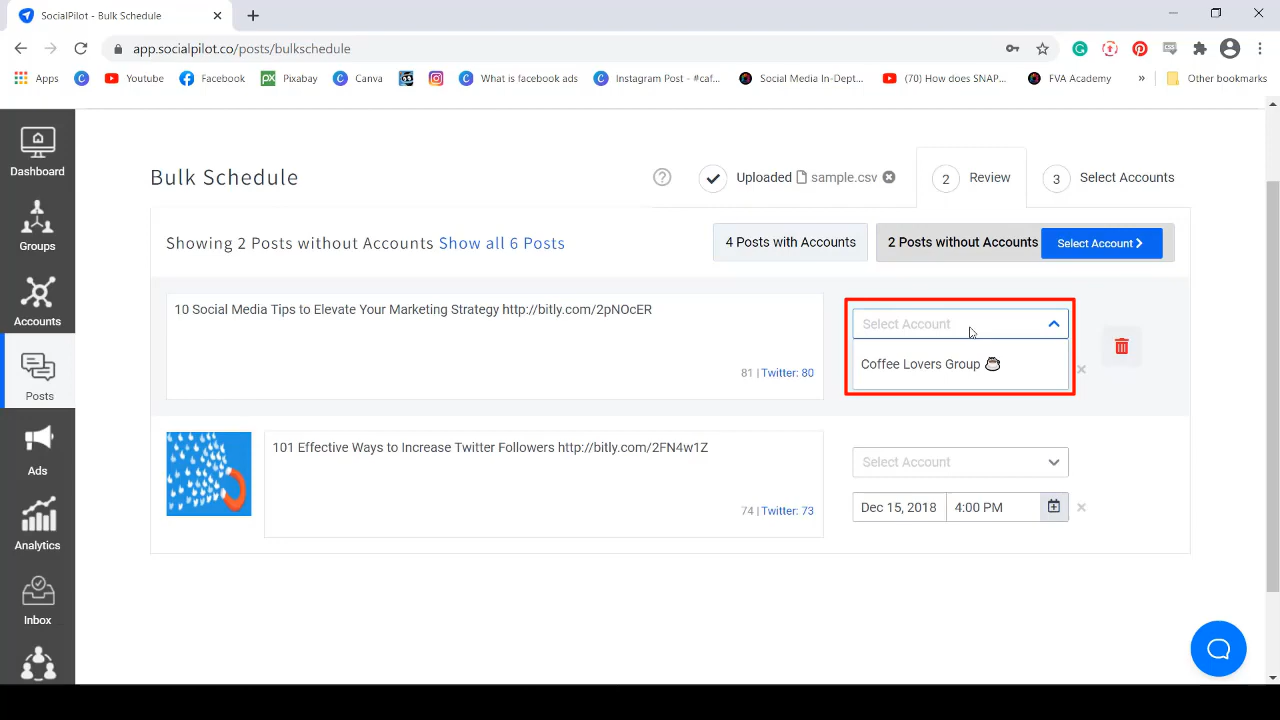 SocialPilot - Bulk Schedule
app.socialpilot.co/posts/bulkschedule
Apps
Youtube
Facebook
Pixabay
Canva
What is facebook ads
Instagram Post - #caf...
Social Media In-Dept...
(70) How does SNAP...
FVA Academy
»
Other bookmarks
Dashboard
Groups
Accounts
Posts
Ads
Analytics
Inbox
Bulk Schedule
?
Uploaded sample.csv
2 Review
3 Select Accounts
Showing 2 Posts without Accounts Show all 6 Posts
4 Posts with Accounts
2 Posts without Accounts
Select Account
10 Social Media Tips to Elevate Your Marketing Strategy http://bitly.com/2pNOcER
81 | Twitter: 80
Select Account
Coffee Lovers Group ☕
101 Effective Ways to Increase Twitter Followers http://bitly.com/2FN4w1Z
74 | Twitter: 73
Select Account
Dec 15, 2018 4:00 PM